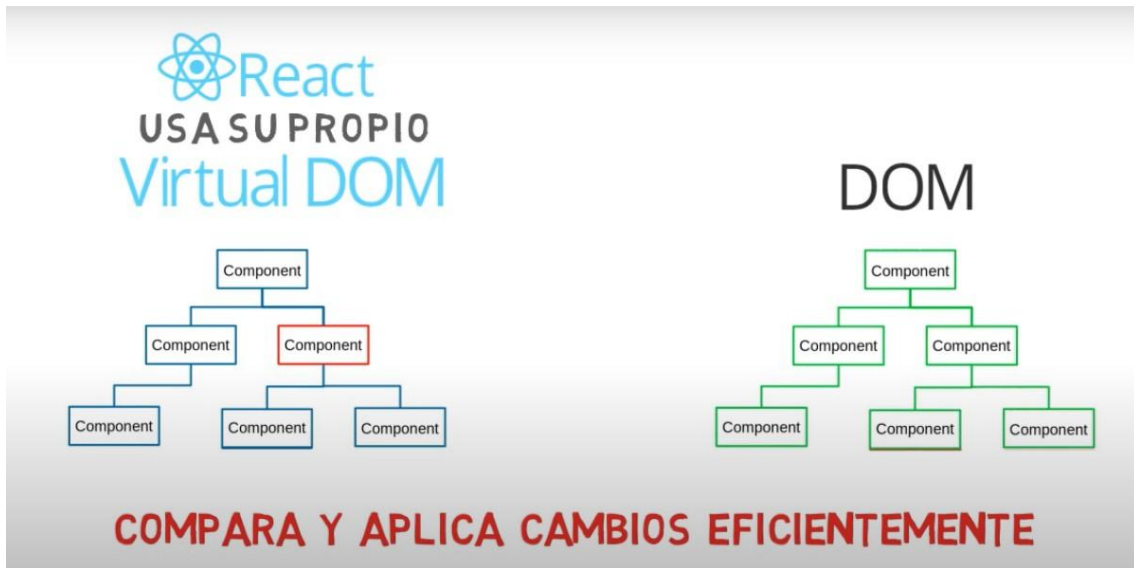 React
USA SU PROPIO
Virtual DOM
Component
Component
Component
Component
Component
Component
DOM
Component
Component
Component
Component
Component
Component
COMPARA Y APLICA CAMBIOS EFICIENTEMENTE